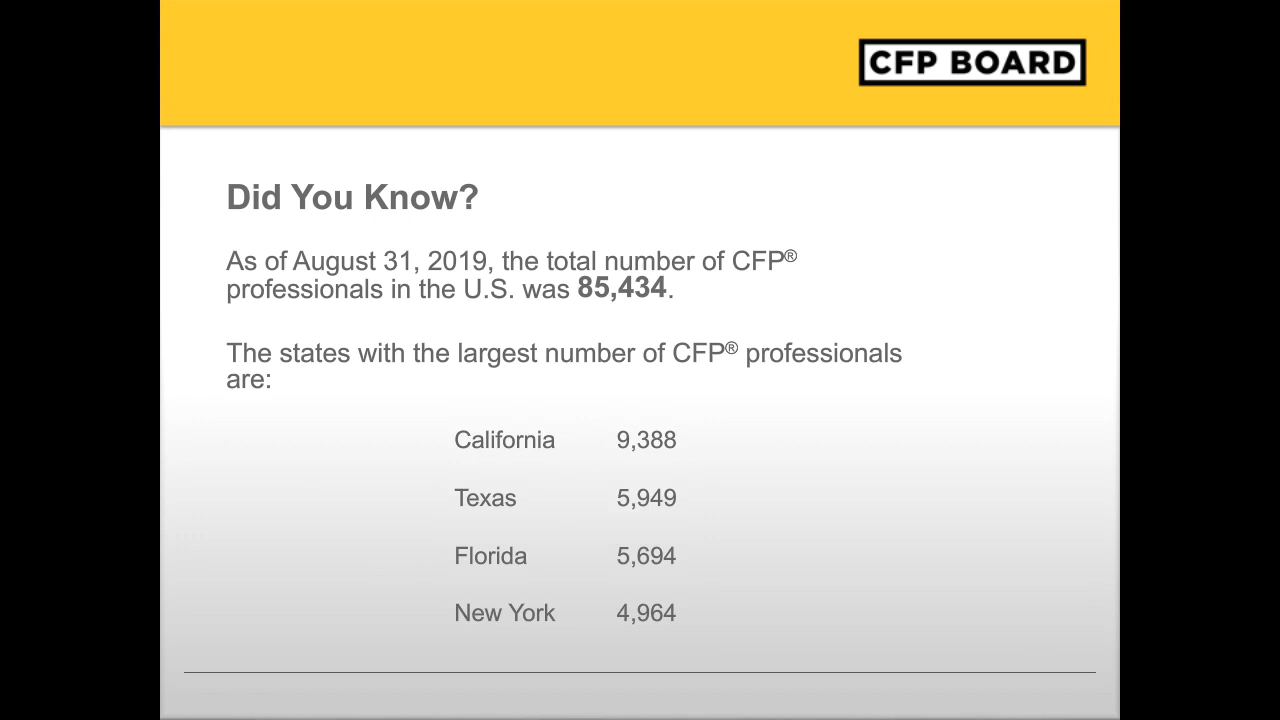 CFP BOARD
Did You Know?
As of August 31, 2019, the total number of CFP®
professionals in the U.S. was 85,434.
The states with the largest number of CFP® professionals
are:
California 9,388
Texas 5,949
Florida 5,694
New York 4,964